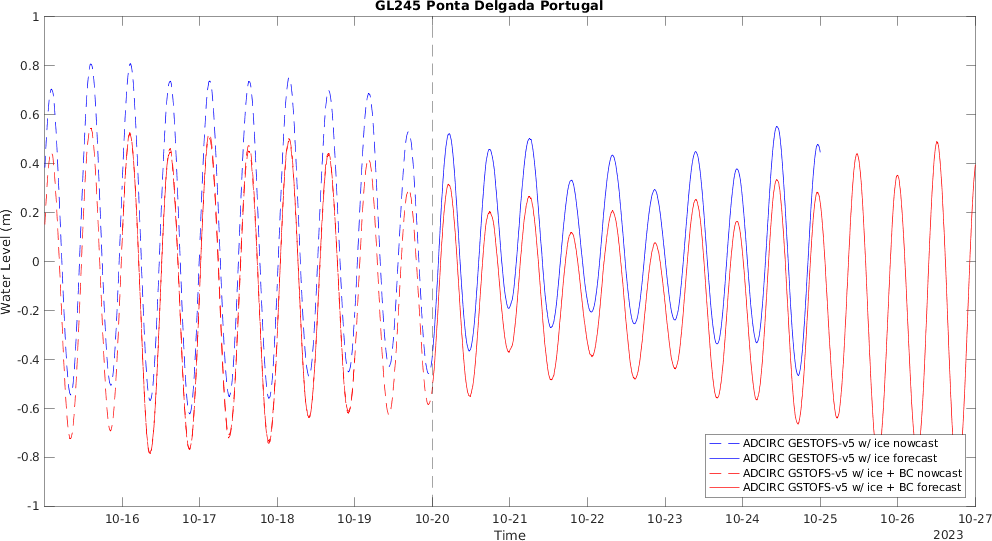 GL245 Ponta Delgada Portugal
1
0.8
0.6
0.4
0.2
0
-0.2
-0.4
-0.6
-0.8
-1
Water Level (m)
ADCIRC GESTOFS-v5 w/ ice nowcast
ADCIRC GESTOFS-v5 w/ ice forecast
ADCIRC GSTOFS-v5 w/ ice + BC nowcast
ADCIRC GSTOFS-v5 w/ ice + BC forecast
10-16 10-17 10-18 10-19 10-20 10-21 10-22 10-23 10-24 10-25 10-26 10-27
Time
2023